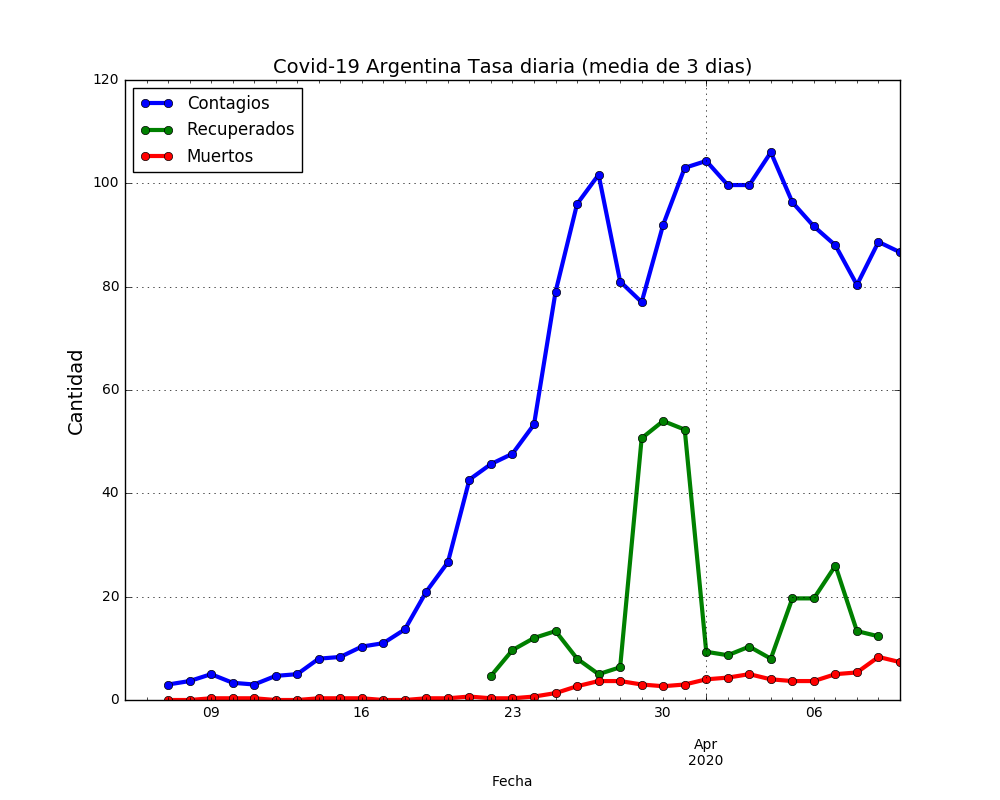 Covid-19 Argentina Tasa diaria (media de 3 dias)
120
100
80
60
40
20
0
Cantidad
Contagios
Recuperados
Muertos
09 16 23 30 06
Apr
2020
Fecha